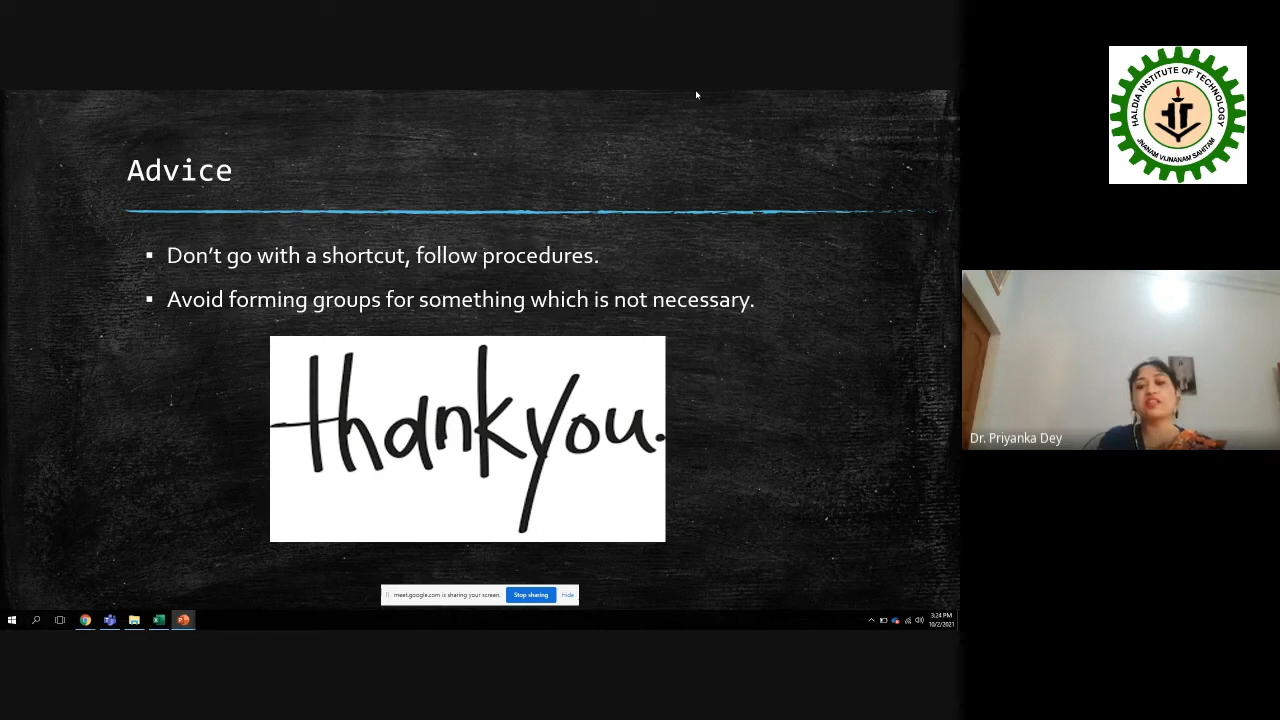 Advice
▪ Don’t go with a shortcut, follow procedures.
▪ Avoid forming groups for something which is not necessary.
thankyou.
meet.google.com is sharing your screen.
Stop sharing
Hide
3:24 PM
10/2/2021
HALDIA INSTITUTE OF TECHNOLOGY
JNANAM VIJNANAM SAHITAM
Dr. Priyanka Dey